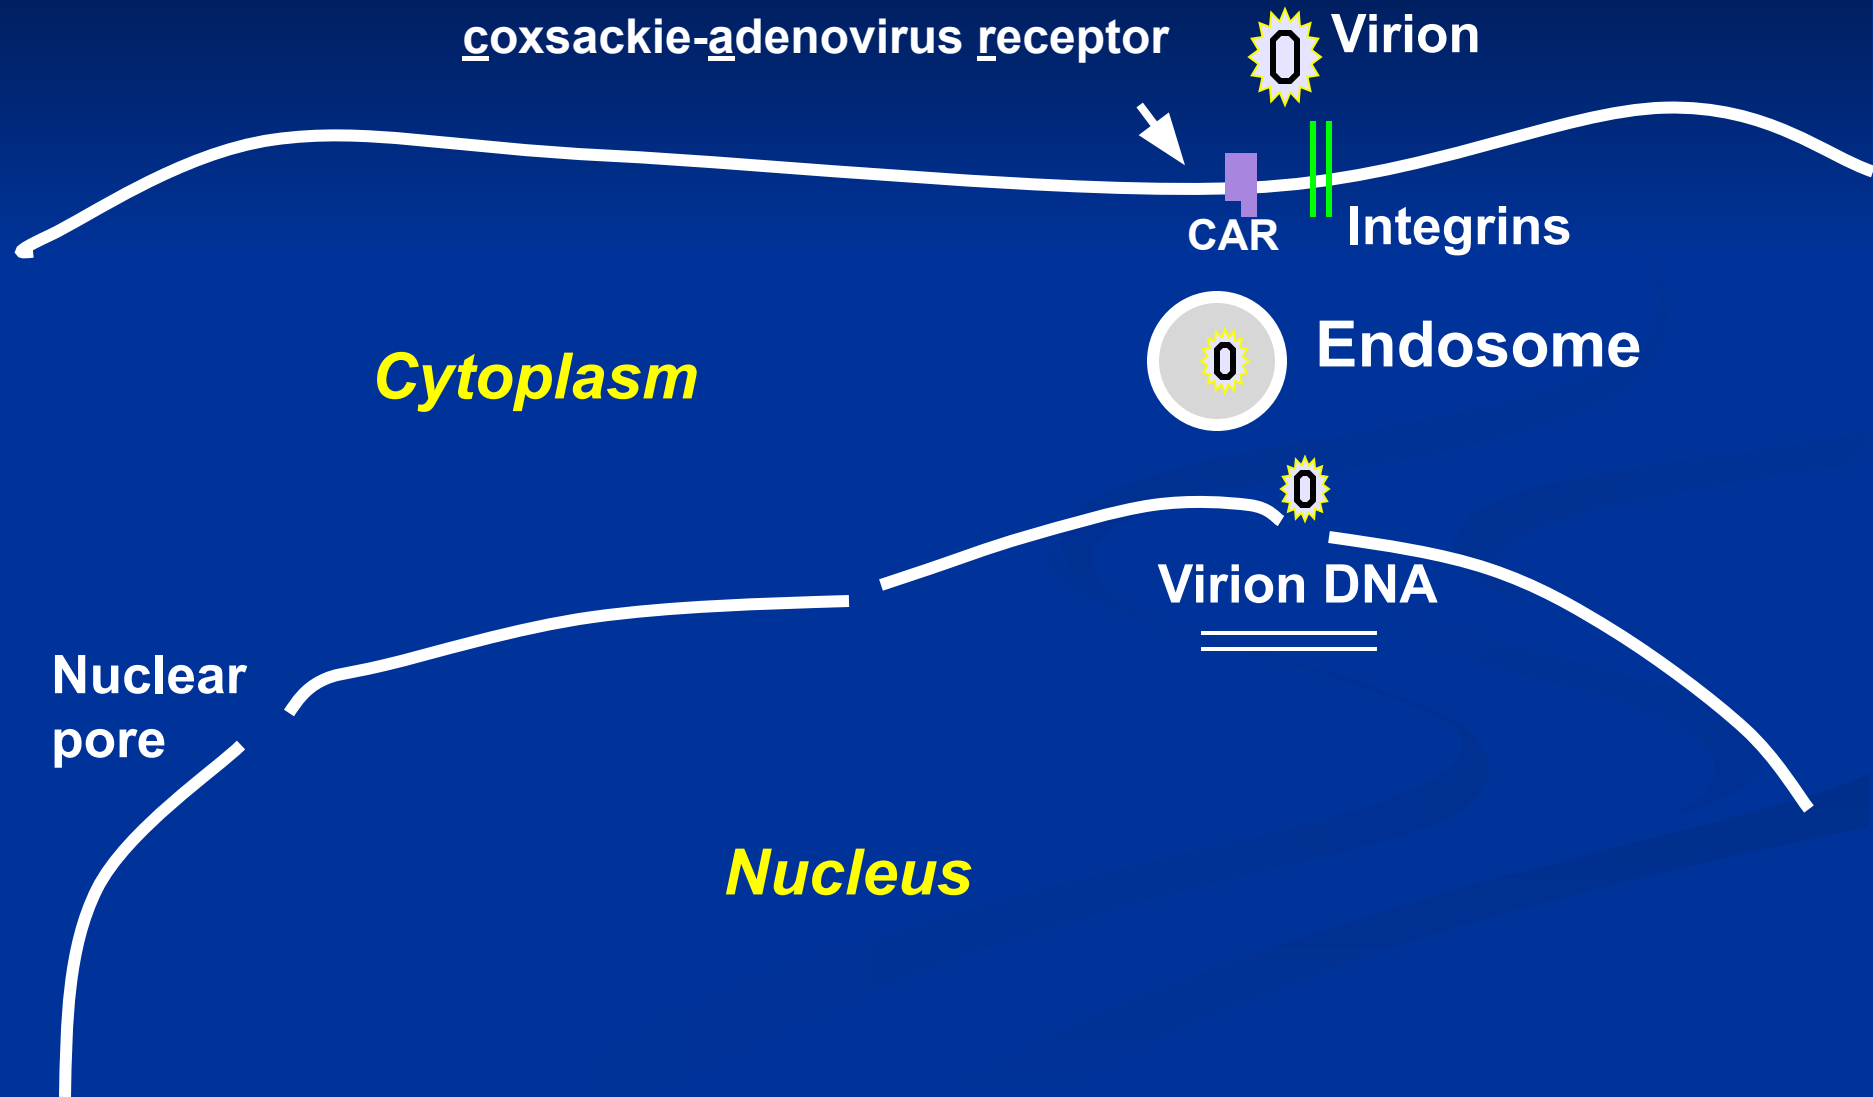 coxsackie-adenovirus receptor
Virion
CAR
Integrins
Endosome
Cytoplasm
Virion DNA
Nuclear
pore
Nucleus